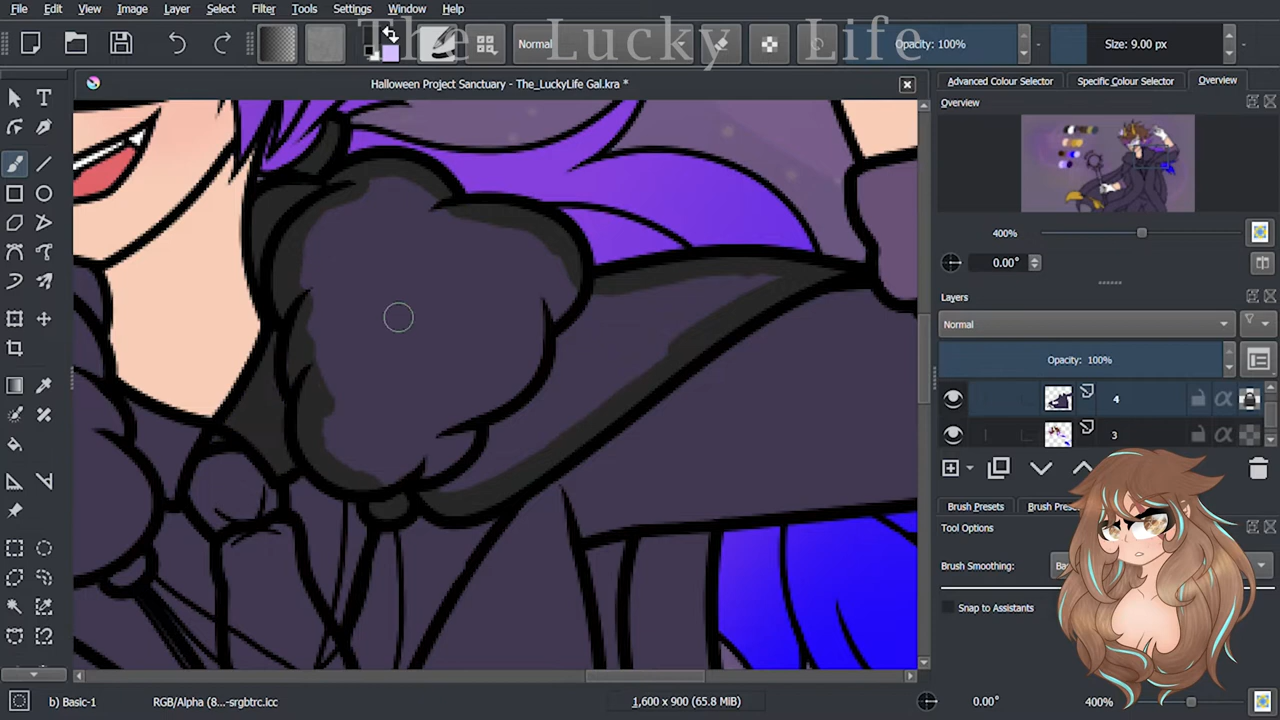 File Edit View Image Layer Select Filter Tools Settings Window Help
The Lucky Life
Normal
Opacity: 100%
Size: 9.00 px
Halloween Project Sanctuary - The_LuckyLife Gal.kra *
Advanced Colour Selector
Specific Colour Selector
Overview
Overview
400%
0.00°
Layers
Normal
Opacity: 100%
4
3
Brush Presets
Tool Options
Brush Smoothing:
Snap to Assistants
b) Basic-1
RGB/Alpha (8...-srgbtrc.icc
1,600 x 900 (65.8 MiB)
0.00°
400%